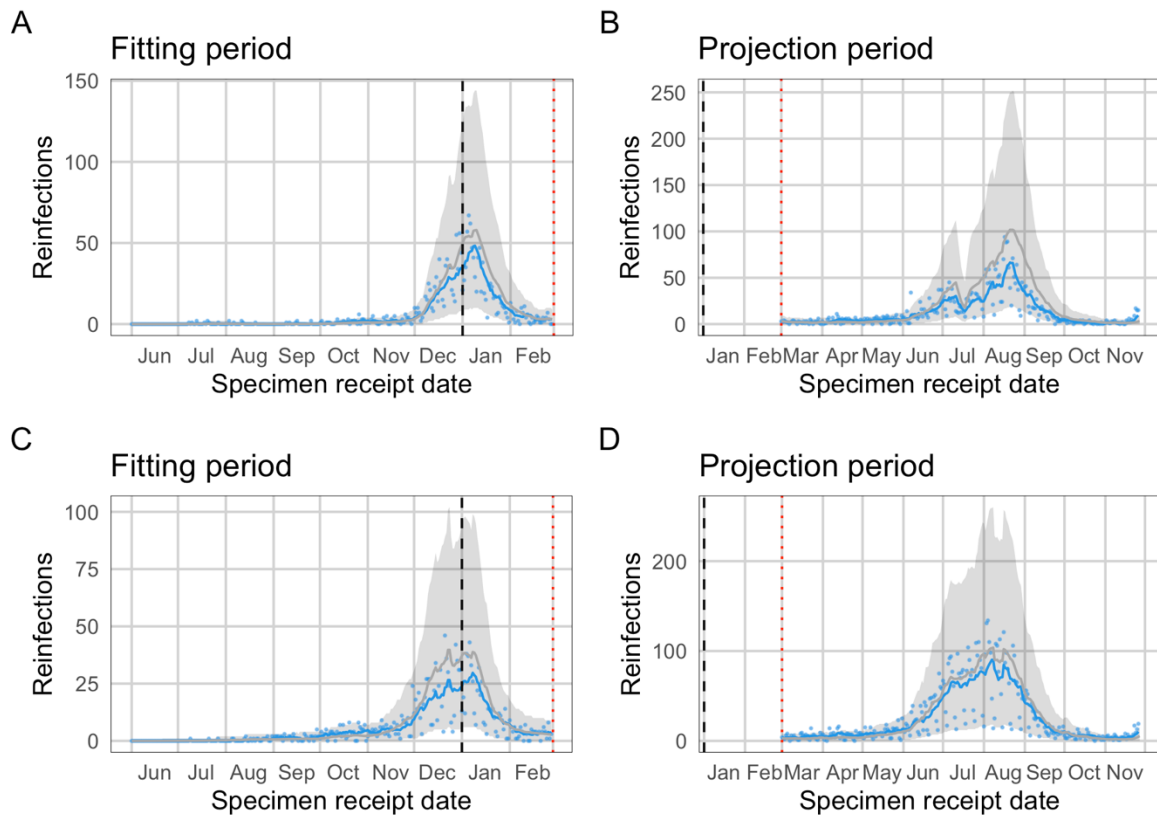 A
Fitting period
Reinfections
150
100
50
0
Jun Jul Aug Sep Oct Nov Dec Jan Feb
Specimen receipt date
B
Projection period
Reinfections
250
200
150
100
50
0
Jan Feb Mar Apr May Jun Jul Aug Sep Oct Nov
Specimen receipt date
C
Fitting period
Reinfections
100
75
50
25
0
Jun Jul Aug Sep Oct Nov Dec Jan Feb
Specimen receipt date
D
Projection period
Reinfections
200
100
0
Jan Feb Mar Apr May Jun Jul Aug Sep Oct Nov
Specimen receipt date